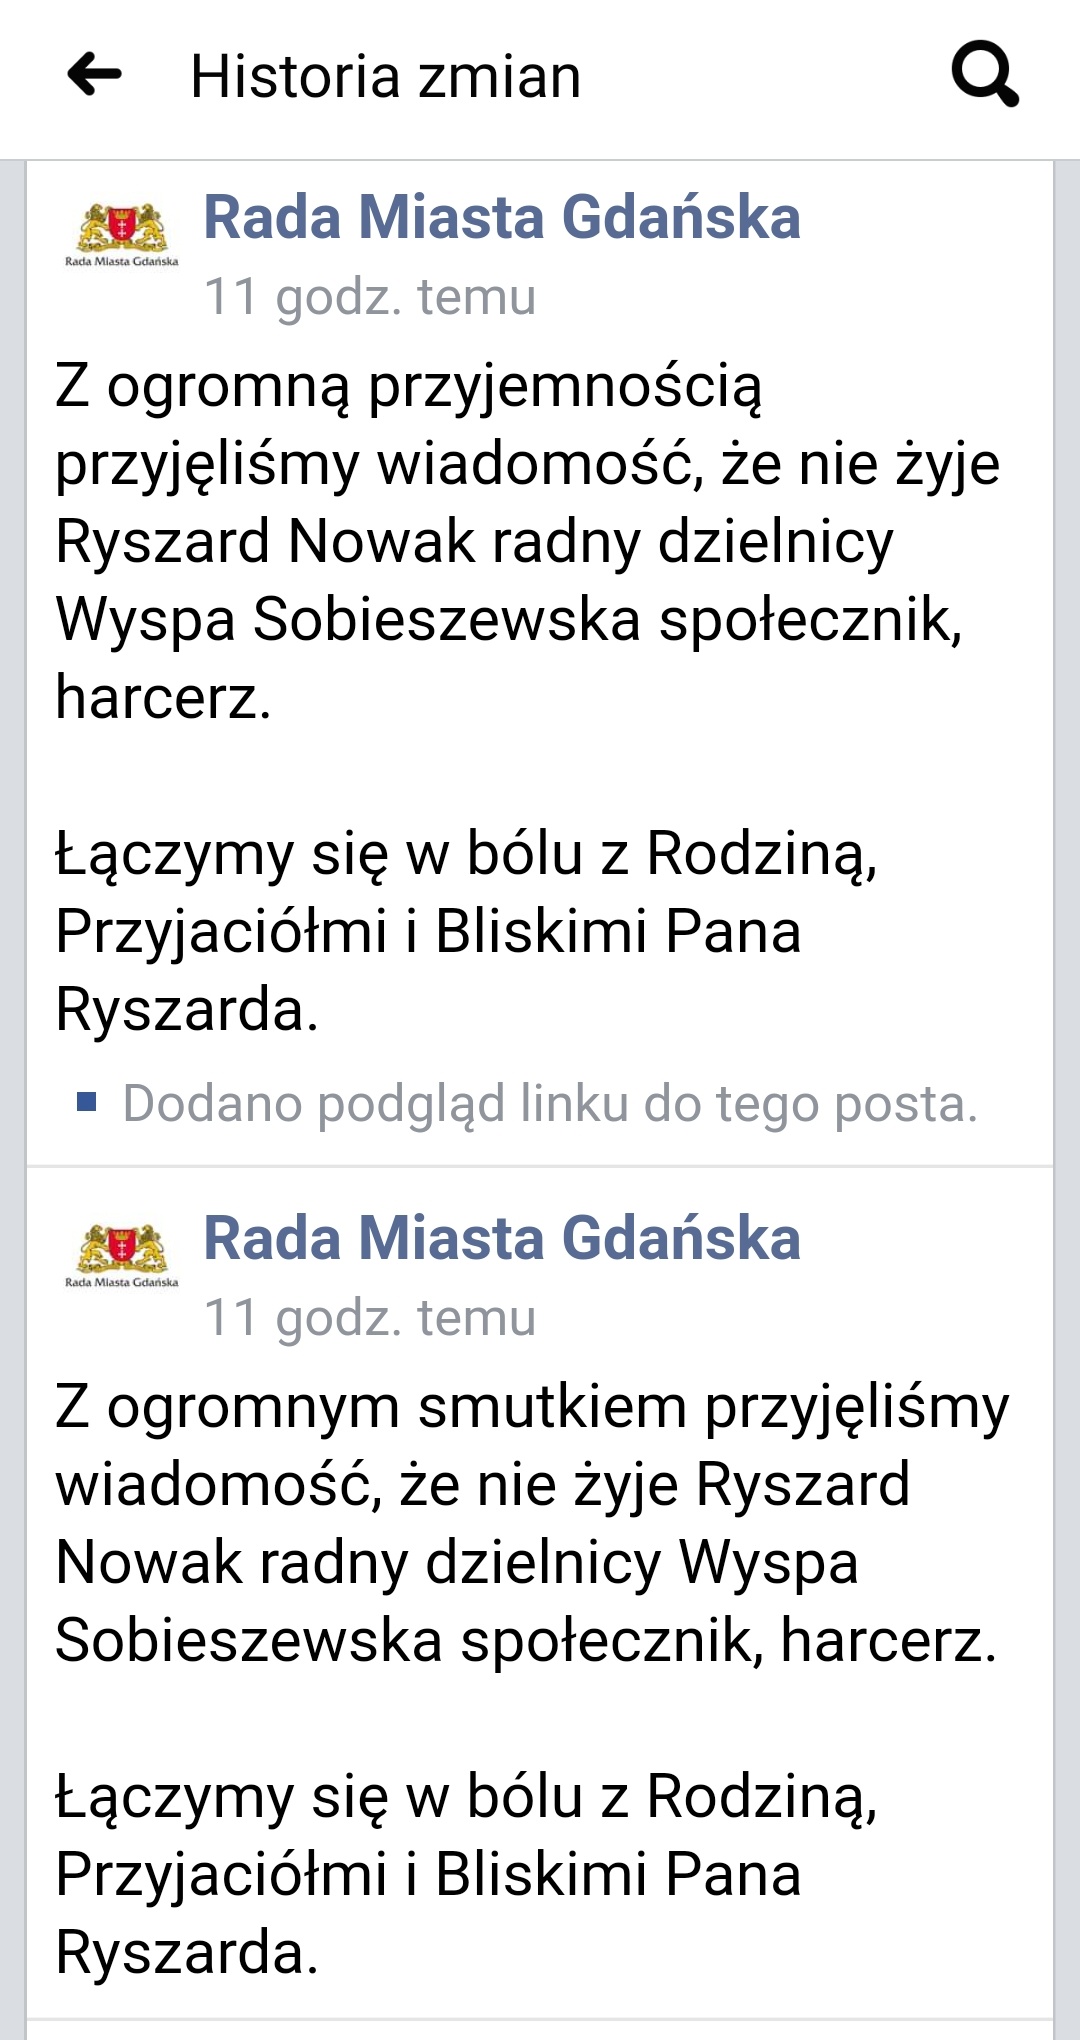 Historia zmian
Rada Miasta Gdańska
Rada Miasta Gdańska
11 godz. temu
Z ogromną przyjemnością
przyjęliśmy wiadomość, że nie żyje
Ryszard Nowak radny dzielnicy
Wyspa Sobieszewska społecznik,
harcerz.
Łączymy się w bólu z Rodziną,
Przyjaciółmi i Bliskimi Pana
Ryszarda.
Dodano podgląd linku do tego posta.
Rada Miasta Gdańska
Rada Miasta Gdańska
11 godz. temu
Z ogromnym smutkiem przyjęliśmy
wiadomość, że nie żyje Ryszard
Nowak radny dzielnicy Wyspa
Sobieszewska społecznik, harcerz.
Łączymy się w bólu z Rodziną,
Przyjaciółmi i Bliskimi Pana
Ryszarda.